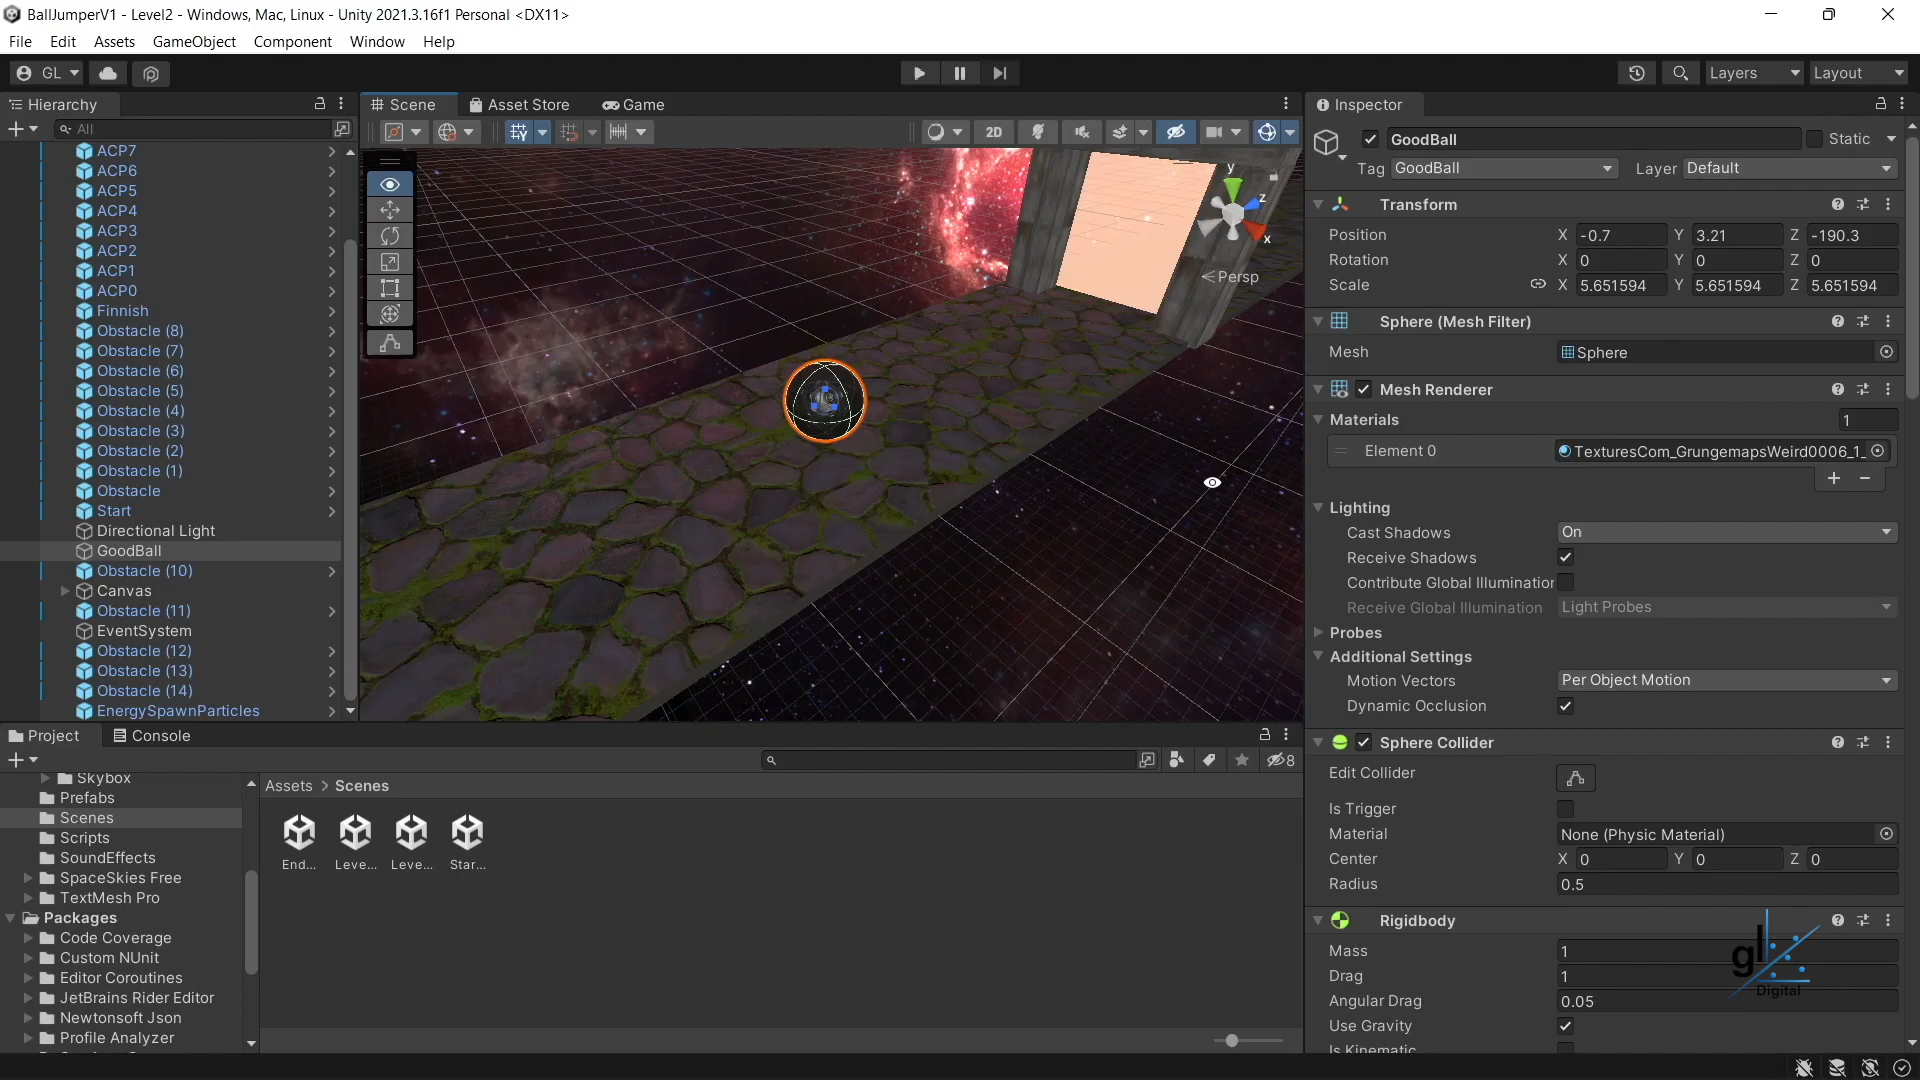 BallJumperV1 - Level2 - Windows, Mac, Linux - Unity 2021.3.16f1 Personal <DX11>
File Edit Assets GameObject Component Window Help
GL
Layers Layout
Hierarchy
All
ACP7
ACP6
ACP5
ACP4
ACP3
ACP2
ACP1
ACP0
Finnish
Obstacle (8)
Obstacle (7)
Obstacle (6)
Obstacle (5)
Obstacle (4)
Obstacle (3)
Obstacle (2)
Obstacle (1)
Obstacle
Start
Directional Light
GoodBall
Obstacle (10)
Canvas
Obstacle (11)
EventSystem
Obstacle (12)
Obstacle (13)
Obstacle (14)
EnergySpawnParticles
Scene Asset Store Game
2D
y
z
x
Persp
Project Console
8
Skybox
Prefabs
Scenes
Scripts
SoundEffects
SpaceSkies Free
TextMesh Pro
Packages
Code Coverage
Custom NUnit
Editor Coroutines
JetBrains Rider Editor
Newtonsoft Json
Profile Analyzer
Assets > Scenes
End... Leve... Leve... Star...
Inspector
GoodBall Static
Tag GoodBall Layer Default
Transform
Position X -0.7 Y 3.21 Z -190.3
Rotation X 0 Y 0 Z 0
Scale X 5.651594 Y 5.651594 Z 5.651594
Sphere (Mesh Filter)
Mesh Sphere
Mesh Renderer
Materials 1
Element 0 TexturesCom_GrungemapsWeird0006_1_
Lighting
Cast Shadows On
Receive Shadows
Contribute Global Illumination
Receive Global Illumination Light Probes
Probes
Additional Settings
Motion Vectors Per Object Motion
Dynamic Occlusion
Sphere Collider
Edit Collider
Is Trigger
Material None (Physic Material)
Center X 0 Y 0 Z 0
Radius 0.5
Rigidbody
Mass 1
Drag 1
Angular Drag 0.05
Use Gravity
Is Kinematic
gl
Digital